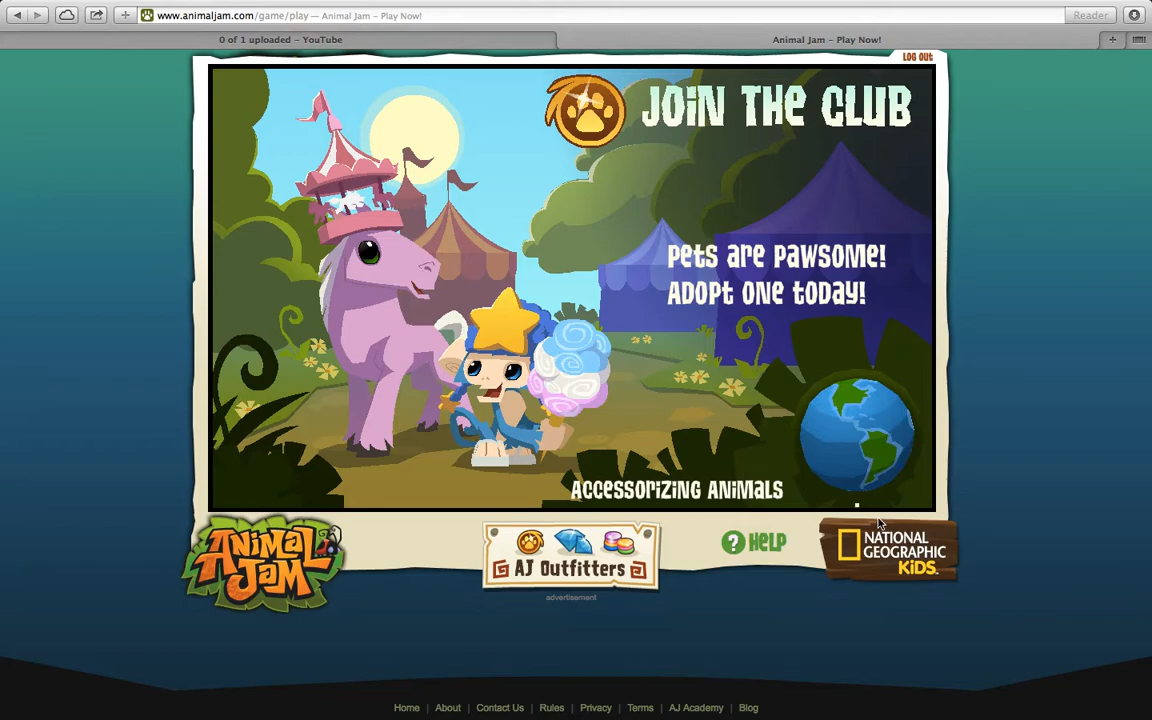 www.animaljam.com/game/play — Animal Jam – Play Now!
Reader
0 of 1 uploaded – YouTube
Animal Jam – Play Now!
LOG OUT
JOIN THE CLUB
PETS ARE PAWSOME!
ADOPT ONE TODAY!
ACCESSORIZING ANIMALS
ANIMAL JAM
AJ Outfitters
? HELP
NATIONAL
GEOGRAPHIC
KiDS
advertisement
Home | About | Contact Us | Rules | Privacy | Terms | AJ Academy | Blog